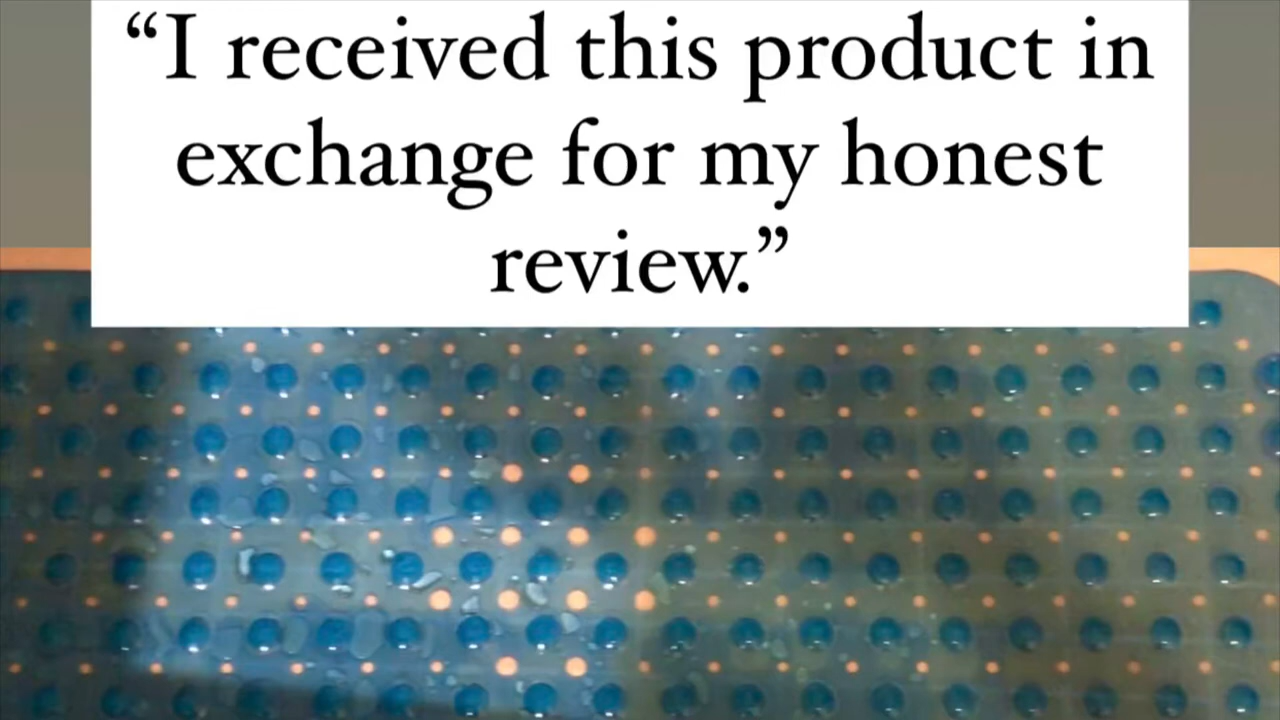 “I received this product in
exchange for my honest
review.”